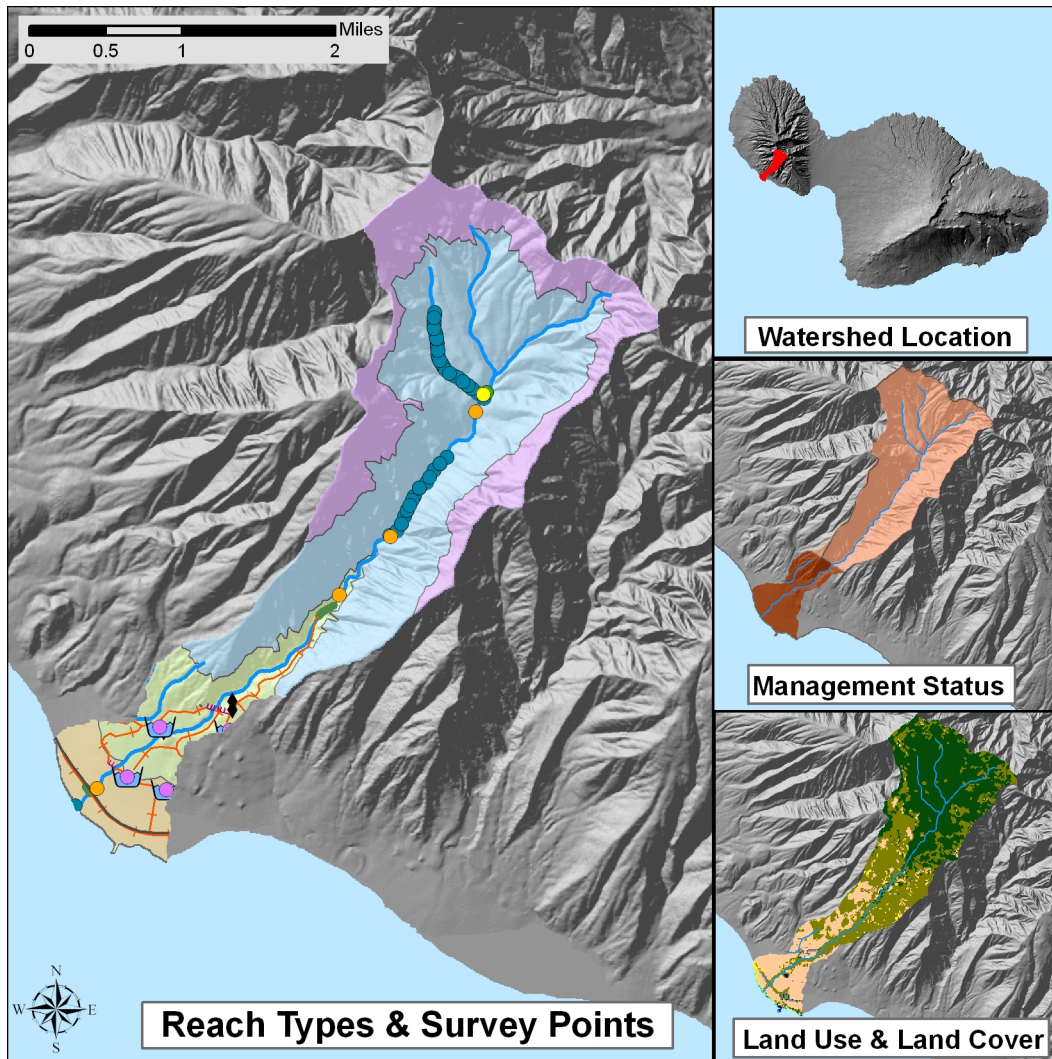 Miles
0 0.5 1 2
Watershed Location
Management Status
N
W E
S
Reach Types & Survey Points
Land Use & Land Cover